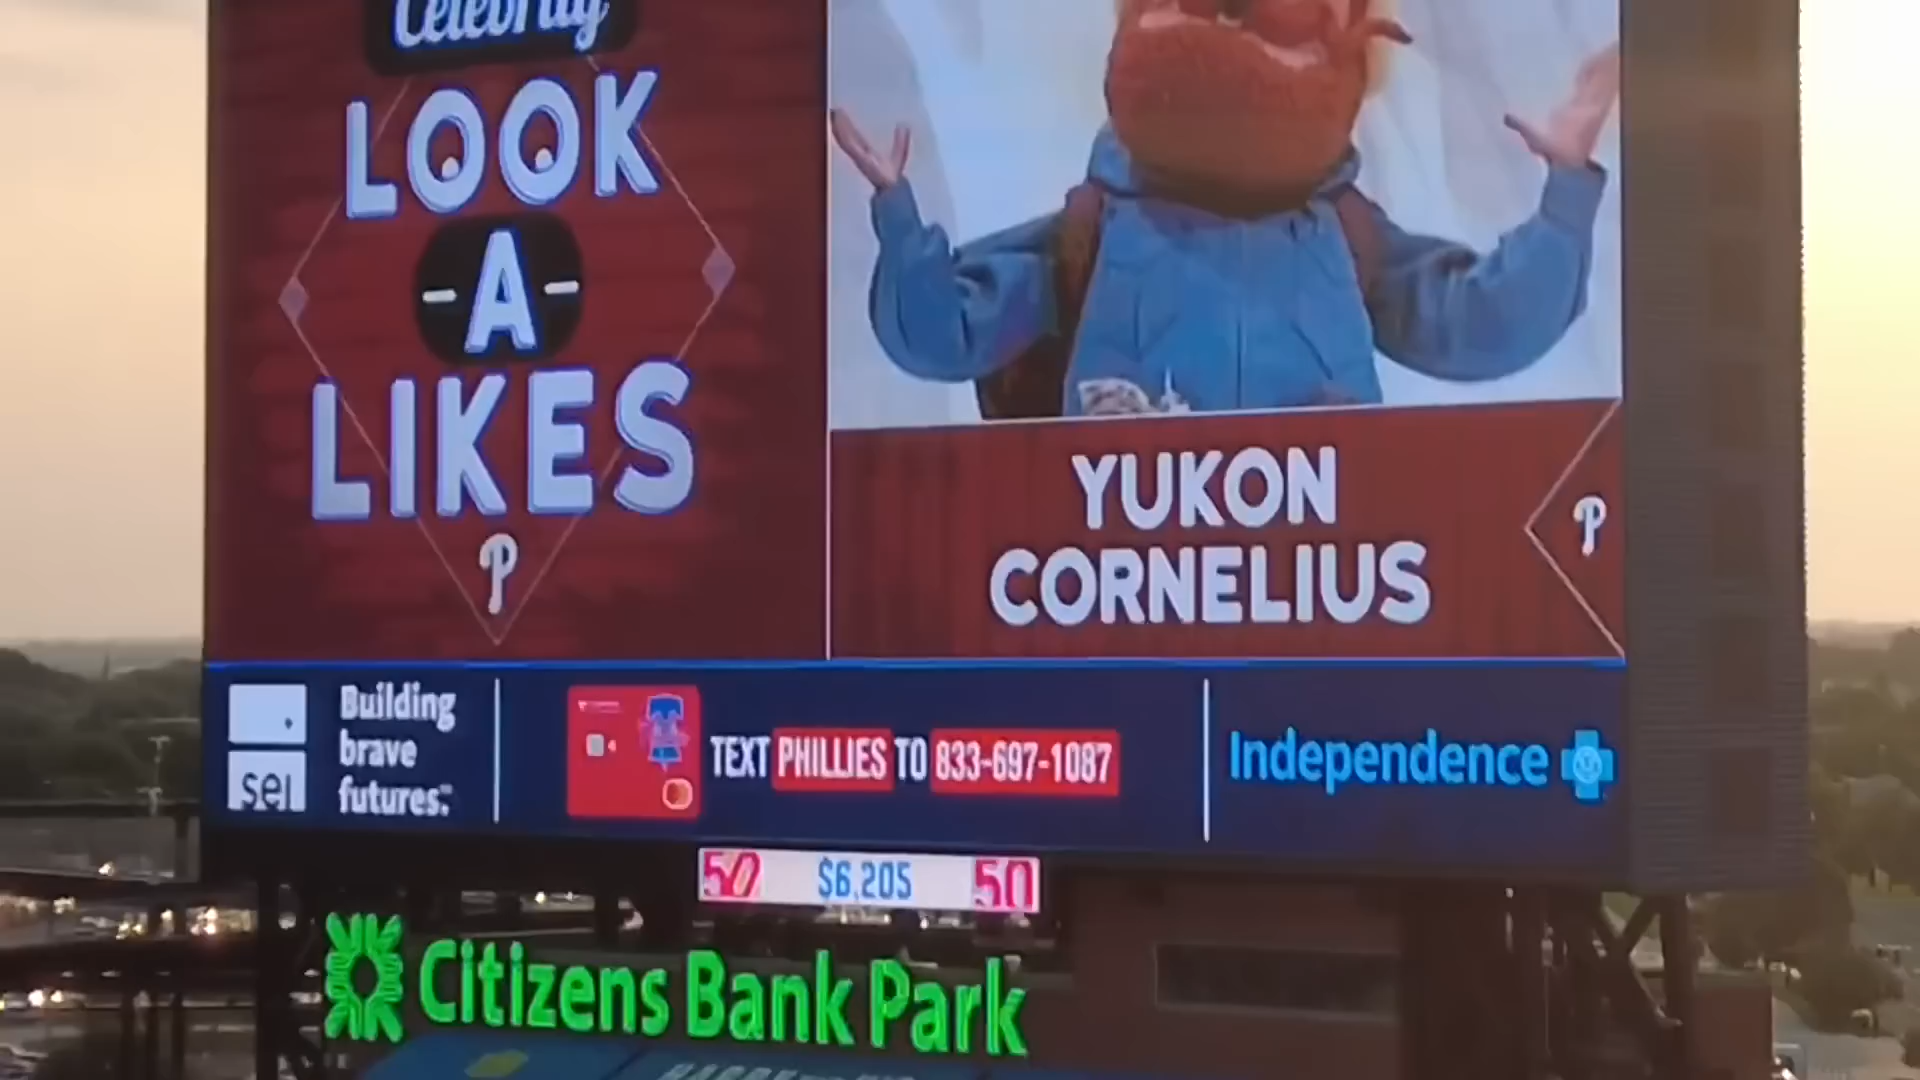 Celebrity
LOOK
-A-
LIKES
P
YUKON
CORNELIUS
P
sei
Building
brave
futures.™
TEXT PHILLIES TO 833-697-1087
Independence
50 $6,205 50
Citizens Bank Park